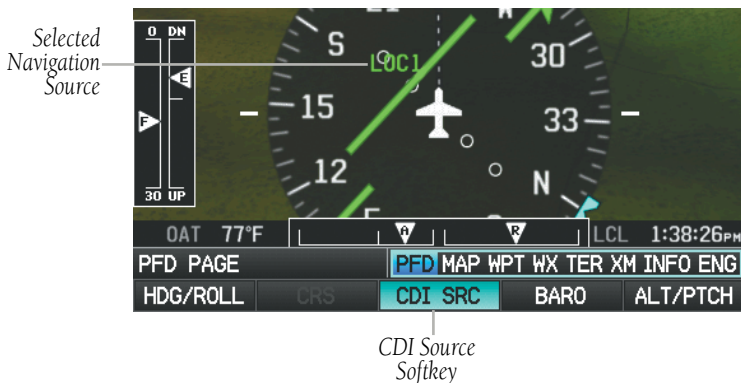 Selected
Navigation
Source
0 DN
E
F
30 UP
21
W
S
LOC1
30
15
33
12
N
E
OAT 77°F
A
R
LCL 1:38:26PM
PFD PAGE
PFD MAP WPT WX TER XM INFO ENG
HDG/ROLL
CRS
CDI SRC
BARO
ALT/PTCH
CDI Source
Softkey